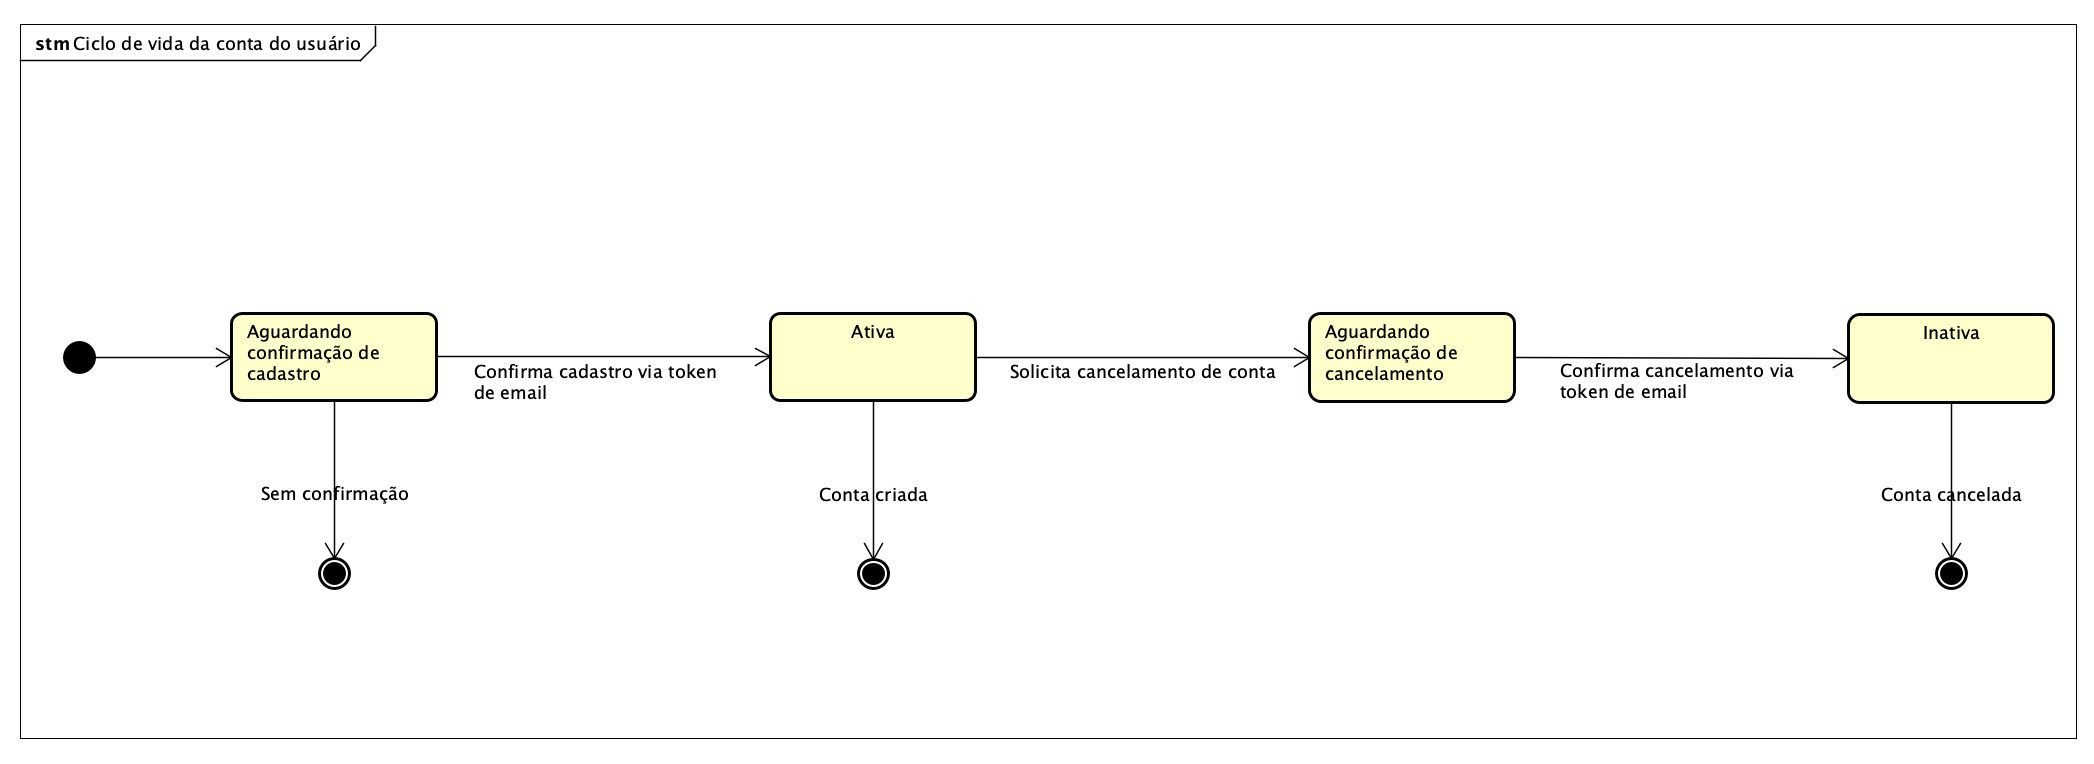 stm Ciclo de vida da conta do usuário
Aguardando
confirmação de
cadastro
Confirma cadastro via token
de email
Ativa
Solicita cancelamento de conta
Aguardando
confirmação de
cancelamento
Confirma cancelamento via
token de email
Inativa
Sem confirmação
Conta criada
Conta cancelada